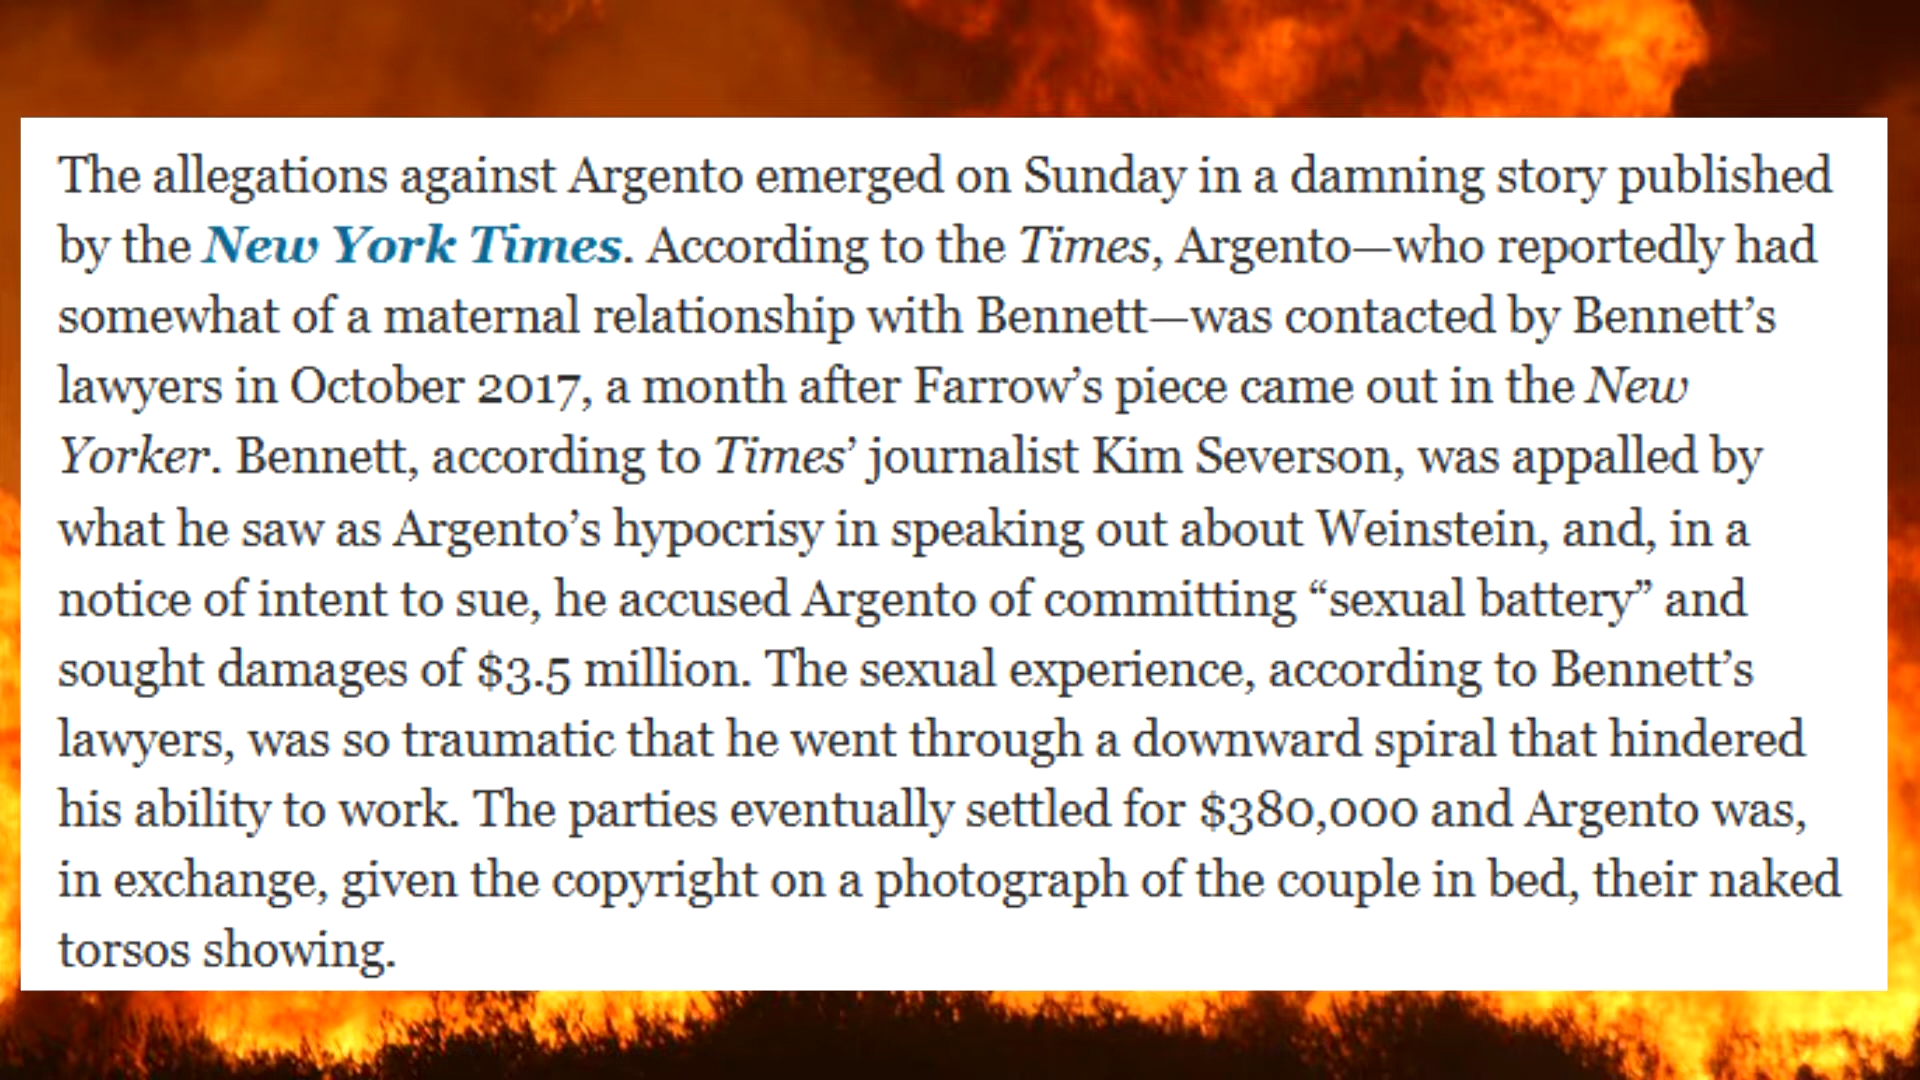 The allegations against Argento emerged on Sunday in a damning story published
by the New York Times. According to the Times, Argento—who reportedly had
somewhat of a maternal relationship with Bennett—was contacted by Bennett’s
lawyers in October 2017, a month after Farrow’s piece came out in the New
Yorker. Bennett, according to Times’ journalist Kim Severson, was appalled by
what he saw as Argento’s hypocrisy in speaking out about Weinstein, and, in a
notice of intent to sue, he accused Argento of committing “sexual battery” and
sought damages of $3.5 million. The sexual experience, according to Bennett’s
lawyers, was so traumatic that he went through a downward spiral that hindered
his ability to work. The parties eventually settled for $380,000 and Argento was,
in exchange, given the copyright on a photograph of the couple in bed, their naked
torsos showing.